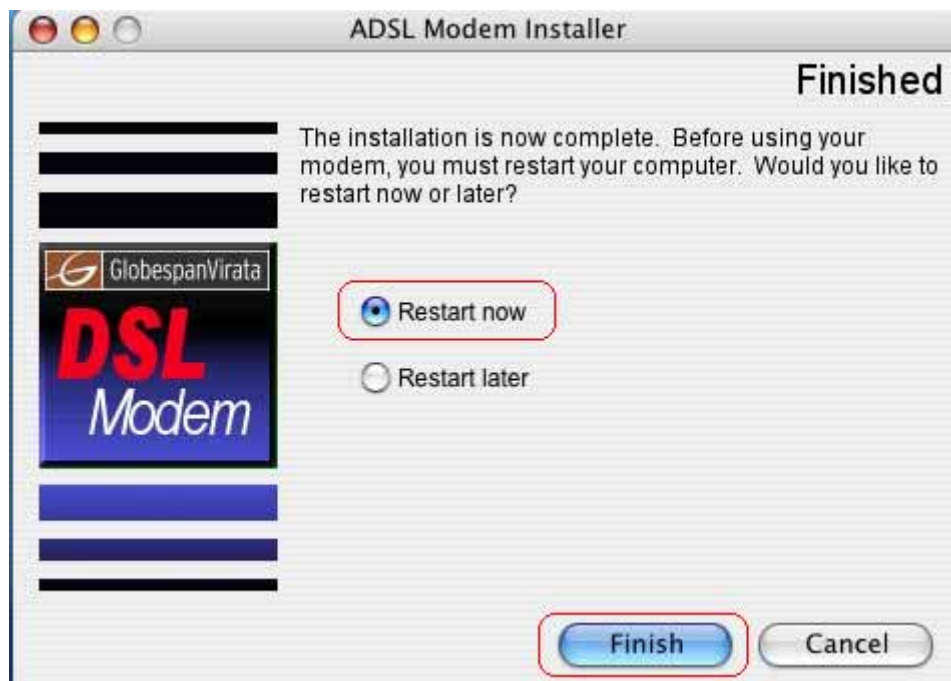 ADSL Modem Installer
Finished
The installation is now complete. Before using your
modem, you must restart your computer. Would you like to
restart now or later?
GlobespanVirata
DSL
Modem
Restart now
Restart later
Finish
Cancel